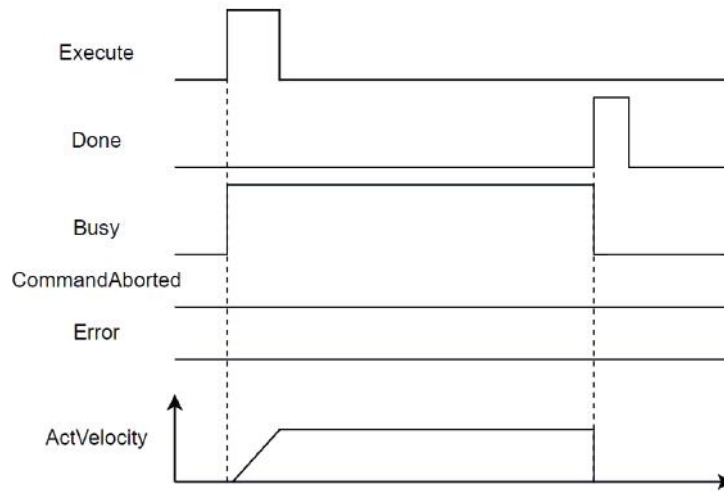 Execute
Done
Busy
CommandAborted
Error
ActVelocity